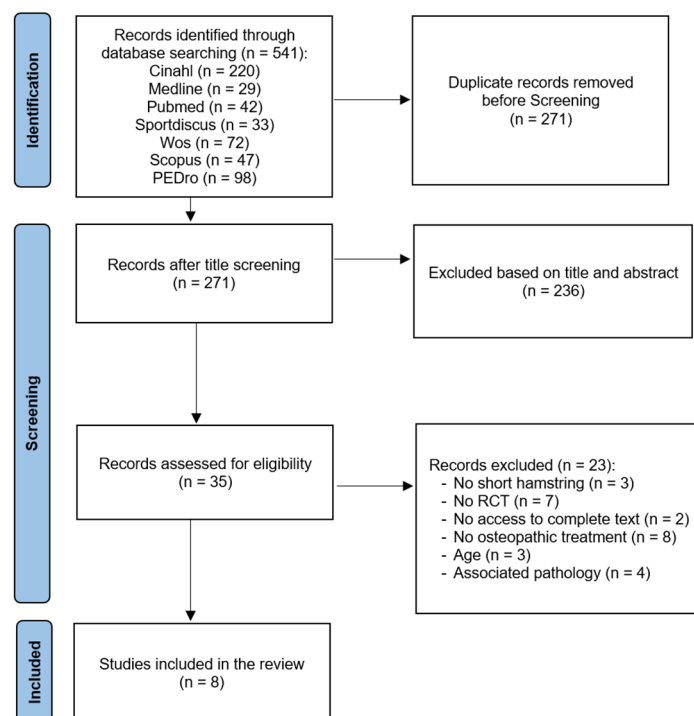 Identification
Records identified through
database searching (n = 541):
Cinahl (n = 220)
Medline (n = 29)
Pubmed (n = 42)
Sportdiscus (n = 33)
Wos (n = 72)
Scopus (n = 47)
PEDro (n = 98)
Duplicate records removed
before Screening
(n = 271)
Screening
Records after title screening
(n = 271)
Excluded based on title and abstract
(n = 236)
Records assessed for eligibility
(n = 35)
Records excluded (n = 23):
- No short hamstring (n = 3)
- No RCT (n = 7)
- No access to complete text (n = 2)
- No osteopathic treatment (n = 8)
- Age (n = 3)
- Associated pathology (n = 4)
Included
Studies included in the review
(n = 8)